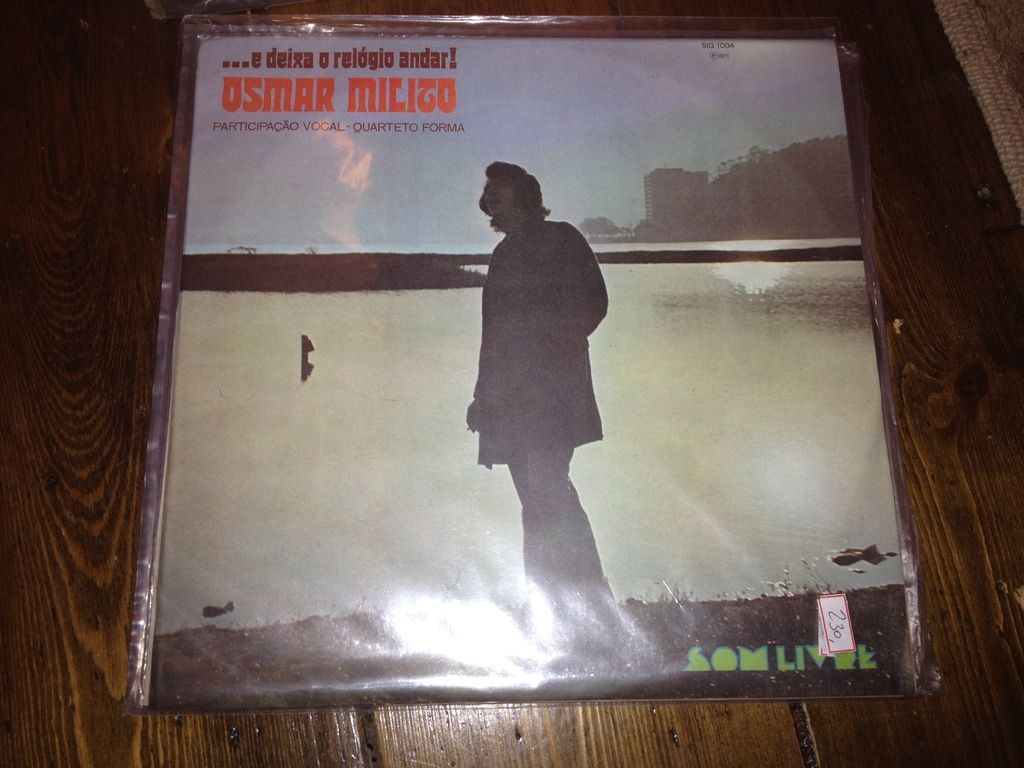 ...e deixa o relógio andar!
OSMAR MILITO
PARTICIPAÇÃO VOCAL-QUARTETO FORMA
SIG 1004
℗1971
230,
SOM LIVRE